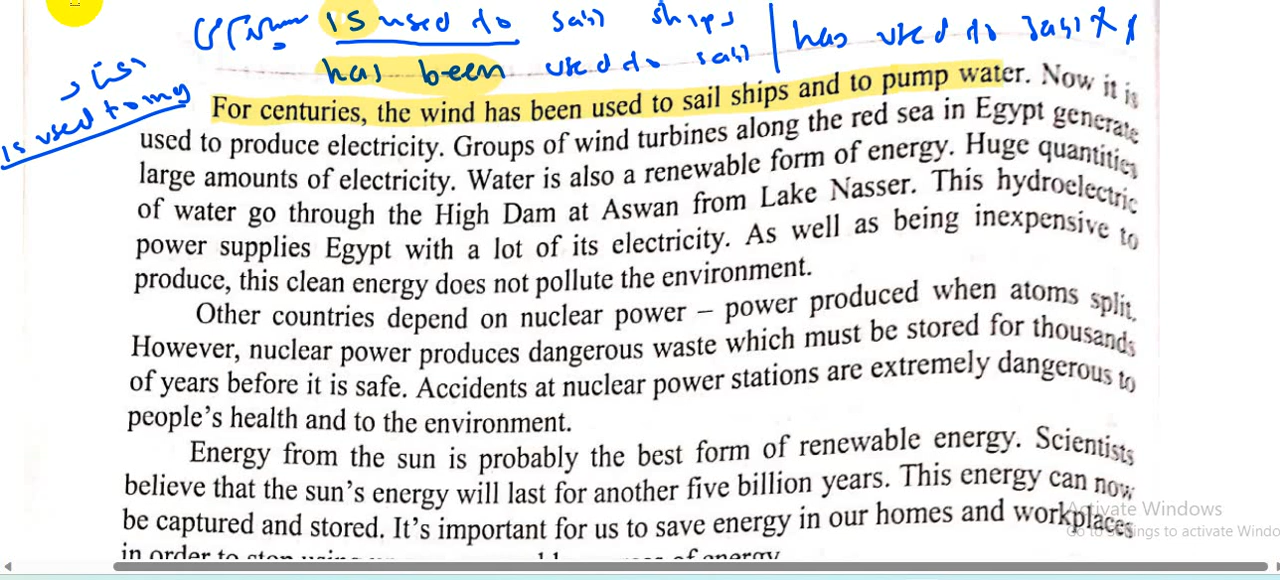 is used to sail ships | has used to sail X X
has been used to sail
is used to my
For centuries, the wind has been used to sail ships and to pump water. Now it is
used to produce electricity. Groups of wind turbines along the red sea in Egypt generate
large amounts of electricity. Water is also a renewable form of energy. Huge quantities
of water go through the High Dam at Aswan from Lake Nasser. This hydroelectric
power supplies Egypt with a lot of its electricity. As well as being inexpensive to
produce, this clean energy does not pollute the environment.
Other countries depend on nuclear power – power produced when atoms split.
However, nuclear power produces dangerous waste which must be stored for thousands
of years before it is safe. Accidents at nuclear power stations are extremely dangerous to
people's health and to the environment.
Energy from the sun is probably the best form of renewable energy. Scientists
believe that the sun's energy will last for another five billion years. This energy can now
be captured and stored. It's important for us to save energy in our homes and workplaces
Activate Windows
Go to Settings to activate Windo
in order to stop using of energy